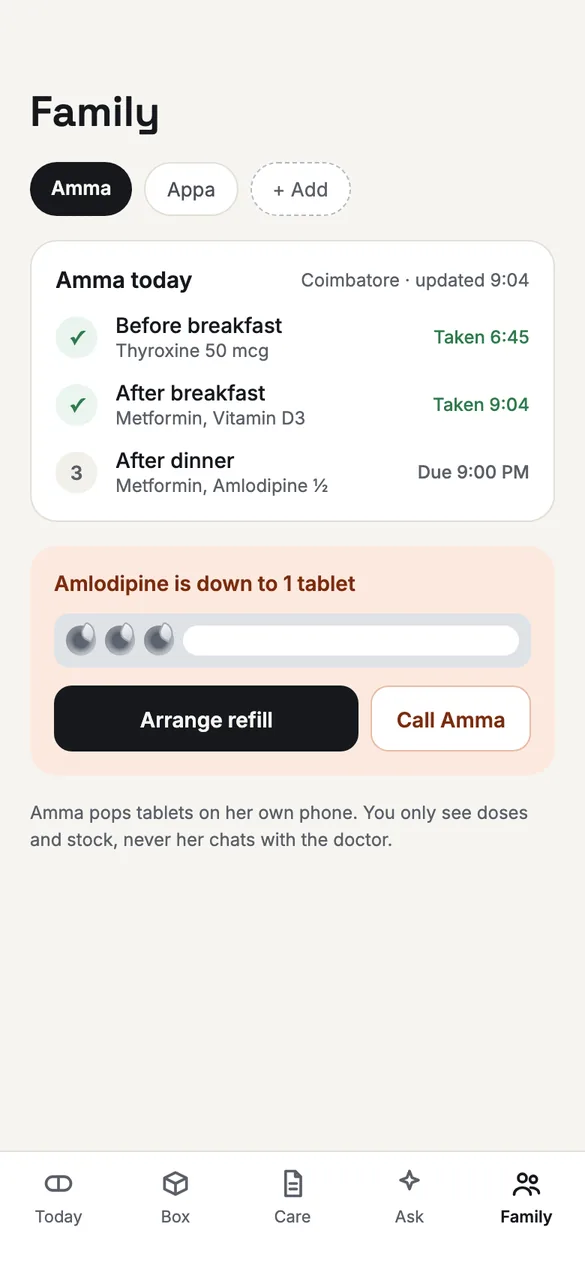 Family
Amma
Appa
+ Add
Amma today
Coimbatore · updated 9:04
Before breakfast
Thyroxine 50 mcg
Taken 6:45
After breakfast
Metformin, Vitamin D3
Taken 9:04
3
After dinner
Metformin, Amlodipine ½
Due 9:00 PM
Amlodipine is down to 1 tablet
Arrange refill
Call Amma
Amma pops tablets on her own phone. You only see doses
and stock, never her chats with the doctor.
Today
Box
Care
Ask
Family